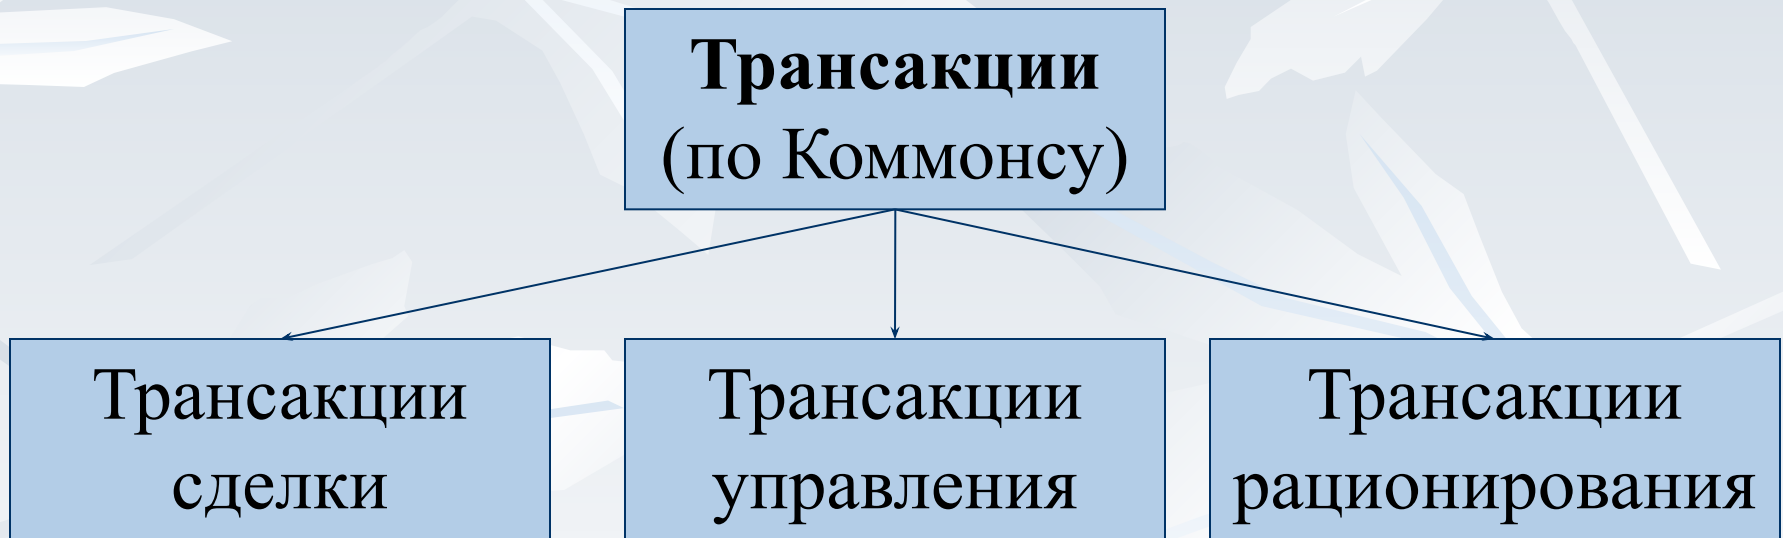 Трансакции
(по Коммонсу)
Трансакции
сделки
Трансакции
управления
Трансакции
рационирования